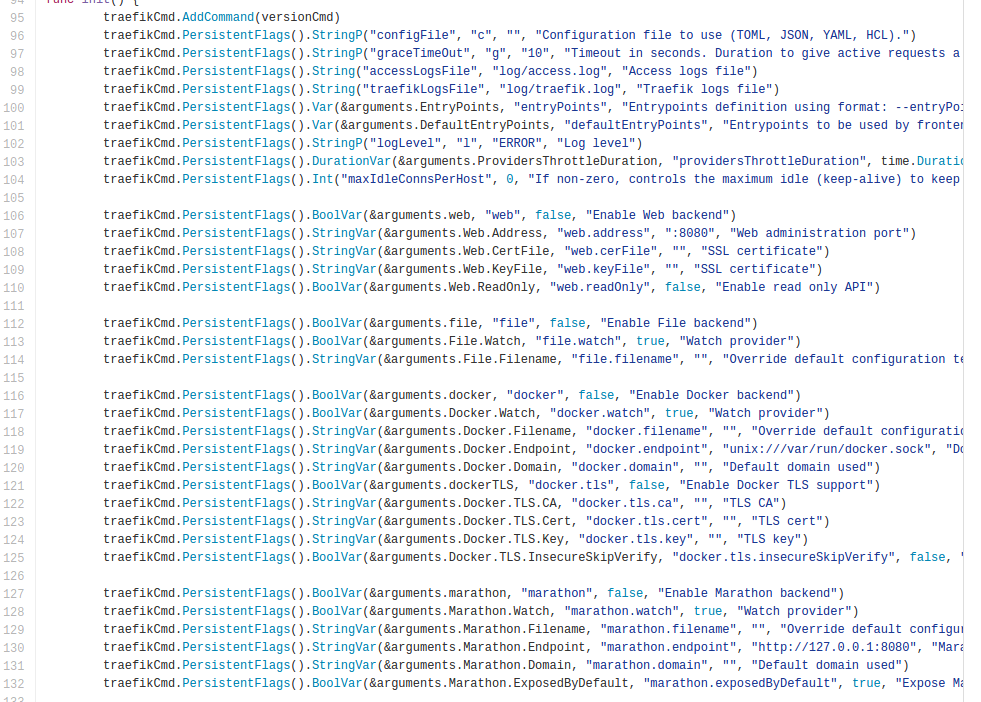 94 func init() {
95 traefikCmd.AddCommand(versionCmd)
96 traefikCmd.PersistentFlags().StringP("configFile", "c", "", "Configuration file to use (TOML, JSON, YAML, HCL).")
97 traefikCmd.PersistentFlags().StringP("graceTimeOut", "g", "10", "Timeout in seconds. Duration to give active requests a
98 traefikCmd.PersistentFlags().String("accessLogsFile", "log/access.log", "Access logs file")
99 traefikCmd.PersistentFlags().String("traefikLogsFile", "log/traefik.log", "Traefik logs file")
100 traefikCmd.PersistentFlags().Var(&arguments.EntryPoints, "entryPoints", "Entrypoints definition using format: --entryPoi
101 traefikCmd.PersistentFlags().Var(&arguments.DefaultEntryPoints, "defaultEntryPoints", "Entrypoints to be used by fronten
102 traefikCmd.PersistentFlags().StringP("logLevel", "l", "ERROR", "Log level")
103 traefikCmd.PersistentFlags().DurationVar(&arguments.ProvidersThrottleDuration, "providersThrottleDuration", time.Duratio
104 traefikCmd.PersistentFlags().Int("maxIdleConnsPerHost", 0, "If non-zero, controls the maximum idle (keep-alive) to keep
105
106 traefikCmd.PersistentFlags().BoolVar(&arguments.web, "web", false, "Enable Web backend")
107 traefikCmd.PersistentFlags().StringVar(&arguments.Web.Address, "web.address", ":8080", "Web administration port")
108 traefikCmd.PersistentFlags().StringVar(&arguments.Web.CertFile, "web.cerFile", "", "SSL certificate")
109 traefikCmd.PersistentFlags().StringVar(&arguments.Web.KeyFile, "web.keyFile", "", "SSL certificate")
110 traefikCmd.PersistentFlags().BoolVar(&arguments.Web.ReadOnly, "web.readOnly", false, "Enable read only API")
111
112 traefikCmd.PersistentFlags().BoolVar(&arguments.file, "file", false, "Enable File backend")
113 traefikCmd.PersistentFlags().BoolVar(&arguments.File.Watch, "file.watch", true, "Watch provider")
114 traefikCmd.PersistentFlags().StringVar(&arguments.File.Filename, "file.filename", "", "Override default configuration te
115
116 traefikCmd.PersistentFlags().BoolVar(&arguments.docker, "docker", false, "Enable Docker backend")
117 traefikCmd.PersistentFlags().BoolVar(&arguments.Docker.Watch, "docker.watch", true, "Watch provider")
118 traefikCmd.PersistentFlags().StringVar(&arguments.Docker.Filename, "docker.filename", "", "Override default configuratio
119 traefikCmd.PersistentFlags().StringVar(&arguments.Docker.Endpoint, "docker.endpoint", "unix:///var/run/docker.sock", "Do
120 traefikCmd.PersistentFlags().StringVar(&arguments.Docker.Domain, "docker.domain", "", "Default domain used")
121 traefikCmd.PersistentFlags().BoolVar(&arguments.dockerTLS, "docker.tls", false, "Enable Docker TLS support")
122 traefikCmd.PersistentFlags().StringVar(&arguments.Docker.TLS.CA, "docker.tls.ca", "", "TLS CA")
123 traefikCmd.PersistentFlags().StringVar(&arguments.Docker.TLS.Cert, "docker.tls.cert", "", "TLS cert")
124 traefikCmd.PersistentFlags().StringVar(&arguments.Docker.TLS.Key, "docker.tls.key", "", "TLS key")
125 traefikCmd.PersistentFlags().BoolVar(&arguments.Docker.TLS.InsecureSkipVerify, "docker.tls.insecureSkipVerify", false, "
126
127 traefikCmd.PersistentFlags().BoolVar(&arguments.marathon, "marathon", false, "Enable Marathon backend")
128 traefikCmd.PersistentFlags().BoolVar(&arguments.Marathon.Watch, "marathon.watch", true, "Watch provider")
129 traefikCmd.PersistentFlags().StringVar(&arguments.Marathon.Filename, "marathon.filename", "", "Override default configur
130 traefikCmd.PersistentFlags().StringVar(&arguments.Marathon.Endpoint, "marathon.endpoint", "http://127.0.0.1:8080", "Mara
131 traefikCmd.PersistentFlags().StringVar(&arguments.Marathon.Domain, "marathon.domain", "", "Default domain used")
132 traefikCmd.PersistentFlags().BoolVar(&arguments.Marathon.ExposedByDefault, "marathon.exposedByDefault", true, "Expose Ma
133